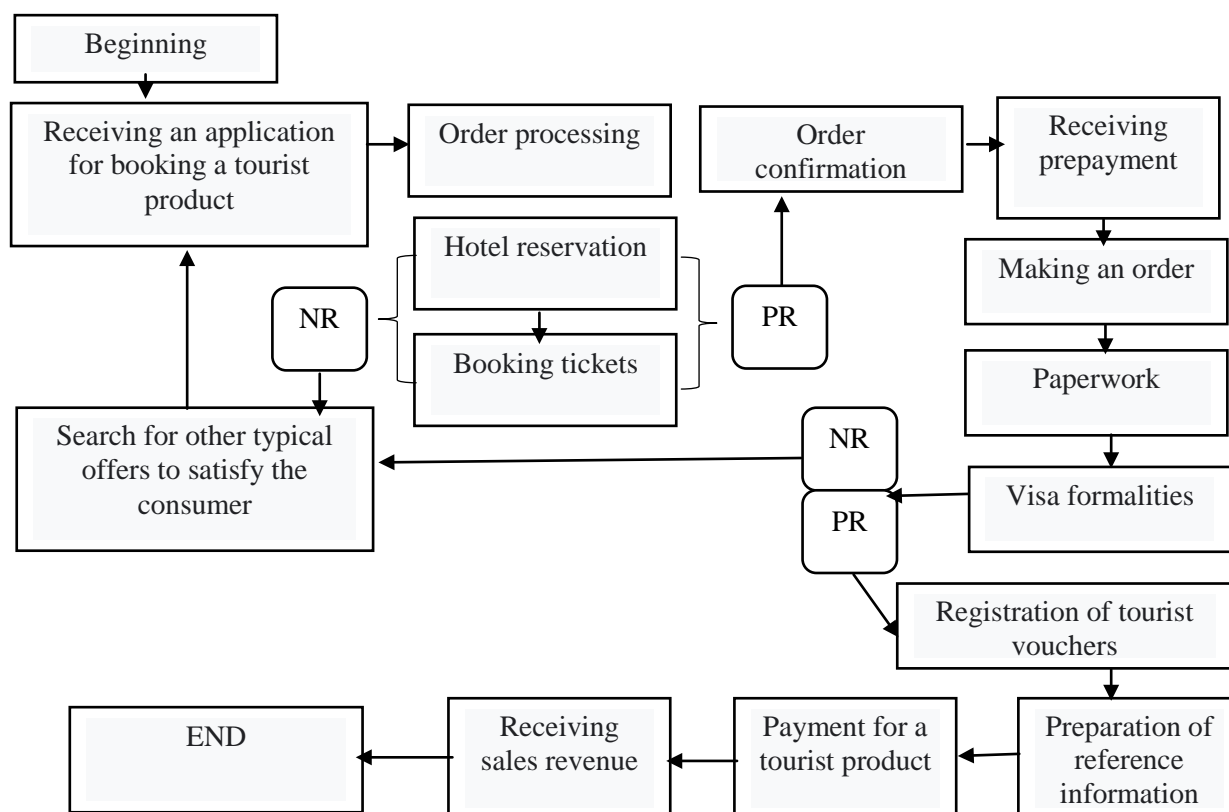 Beginning
Receiving an application
for booking a tourist
product
Order processing
Order
confirmation
Receiving
prepayment
Hotel reservation
Making an order
NR
PR
Booking tickets
Paperwork
Search for other typical
offers to satisfy the
consumer
NR
PR
Visa formalities
Registration of tourist
vouchers
END
Receiving
sales revenue
Payment for a
tourist product
Preparation of
reference
information